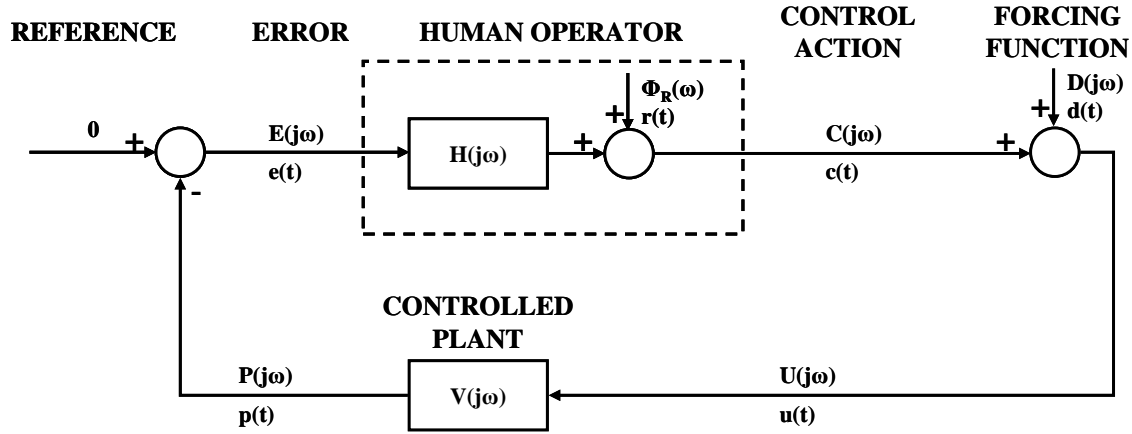 REFERENCE
ERROR
HUMAN OPERATOR
CONTROL
ACTION
FORCING
FUNCTION
0
+
-
E(jω)
e(t)
H(jω)
+
+
Φ_R(ω)
r(t)
C(jω)
c(t)
+
+
D(jω)
d(t)
CONTROLLED
PLANT
P(jω)
p(t)
V(jω)
U(jω)
u(t)